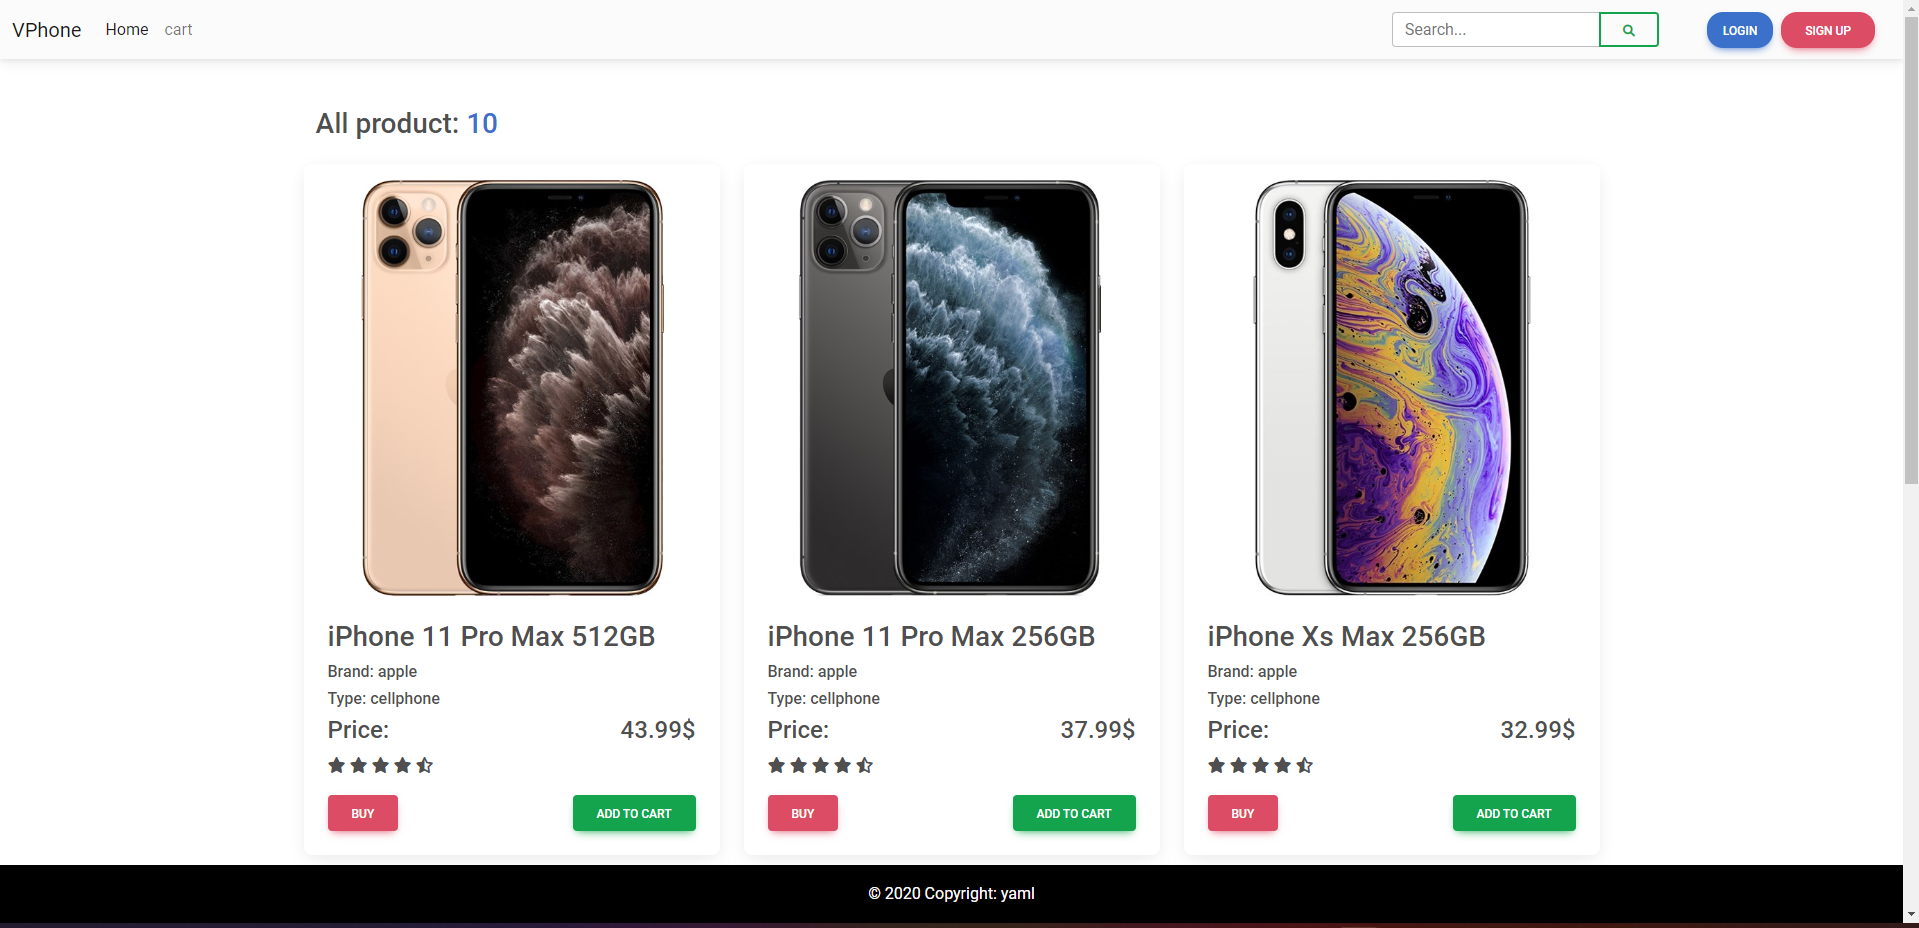 VPhone Home cart Search... LOGIN SIGN UP
All product: 10
iPhone 11 Pro Max 512GB
Brand: apple
Type: cellphone
Price: 43.99$
BUY ADD TO CART
iPhone 11 Pro Max 256GB
Brand: apple
Type: cellphone
Price: 37.99$
BUY ADD TO CART
iPhone Xs Max 256GB
Brand: apple
Type: cellphone
Price: 32.99$
BUY ADD TO CART
© 2020 Copyright: yaml